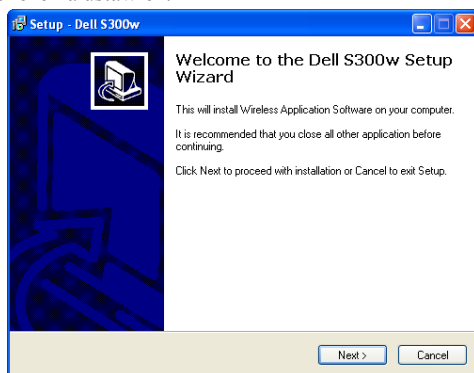 Setup - Dell S300w
Welcome to the Dell S300w Setup
Wizard
This will install Wireless Application Software on your computer.
It is recommended that you close all other application before
continuing.
Click Next to proceed with installation or Cancel to exit Setup.
Next >
Cancel